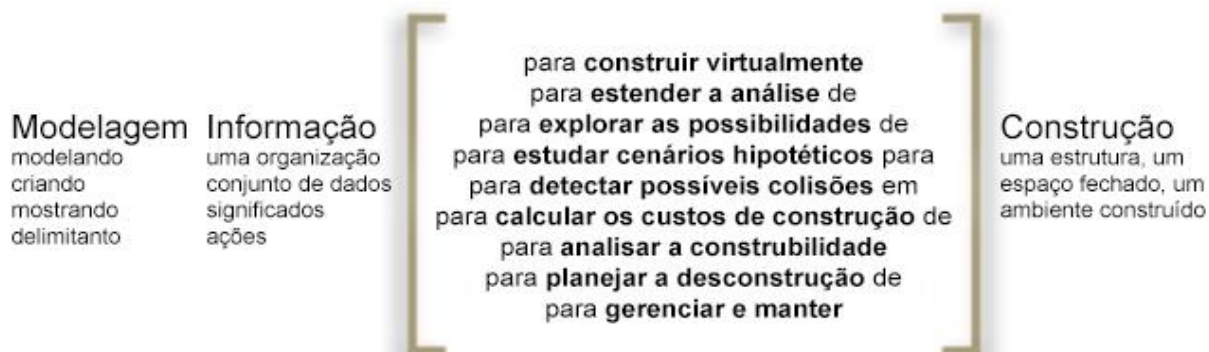 Modelagem
modelando
criando
mostrando
delimitanto
Informação
uma organização
conjunto de dados
significados
ações
para construir virtualmente
para estender a análise de
para explorar as possibilidades de
para estudar cenários hipotéticos para
para detectar possíveis colisões em
para calcular os custos de construção de
para analisar a construbilidade
para planejar a desconstrução de
para gerenciar e manter
Construção
uma estrutura, um
espaço fechado, um
ambiente construído